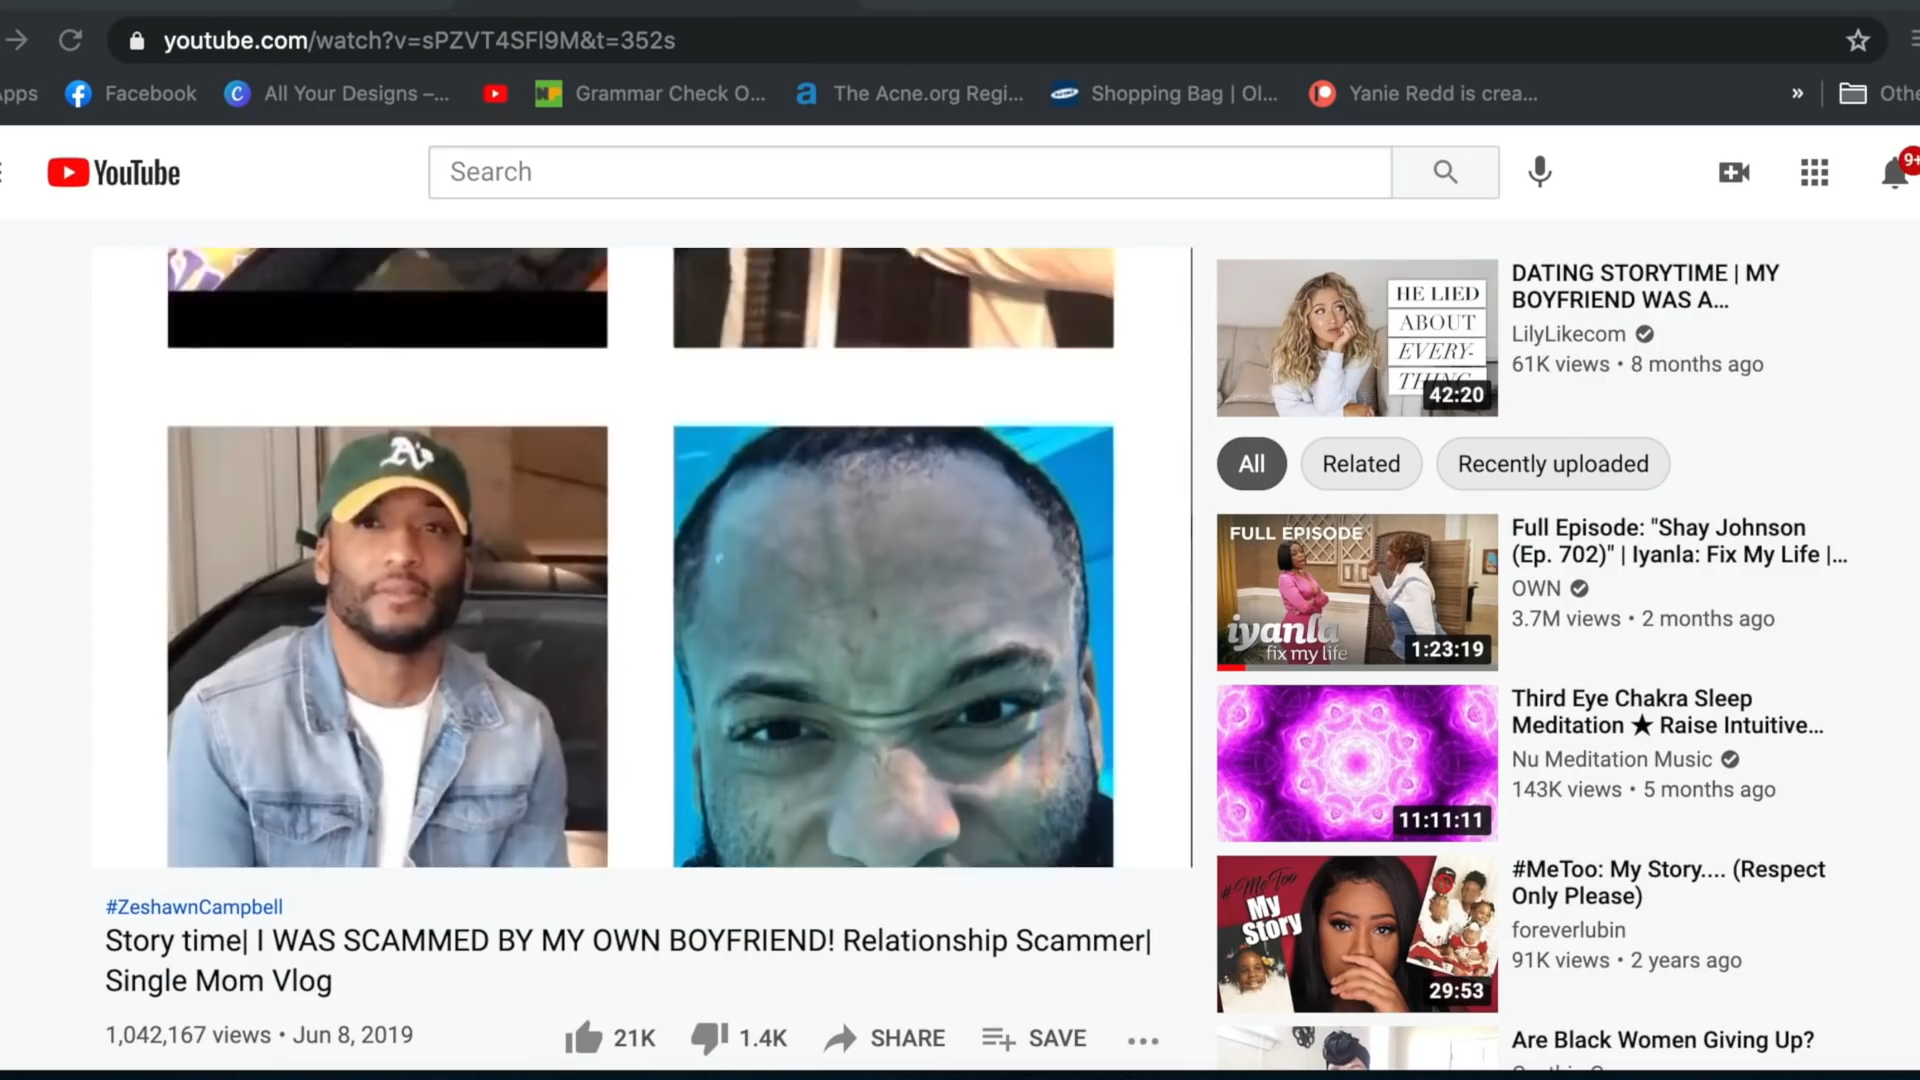 youtube.com/watch?v=sPZVT4SFl9M&t=352s
Apps
Facebook
All Your Designs –...
Grammar Check O...
The Acne.org Regi...
Shopping Bag | Ol...
Yanie Redd is crea...
»
Othe
YouTube
Search
9+
A's
#ZeshawnCampbell
Story time| I WAS SCAMMED BY MY OWN BOYFRIEND! Relationship Scammer|
Single Mom Vlog
1,042,167 views • Jun 8, 2019
21K
1.4K
SHARE
SAVE
HE LIED
ABOUT
EVERY-
THING
42:20
DATING STORYTIME | MY
BOYFRIEND WAS A...
LilyLikecom
61K views • 8 months ago
All
Related
Recently uploaded
FULL EPISODE
iyanla
fix my life
1:23:19
Full Episode: "Shay Johnson
(Ep. 702)" | Iyanla: Fix My Life |...
OWN
3.7M views • 2 months ago
11:11:11
Third Eye Chakra Sleep
Meditation ★ Raise Intuitive...
Nu Meditation Music
143K views • 5 months ago
#MeToo
My
Story
29:53
#MeToo: My Story.... (Respect
Only Please)
foreverlubin
91K views • 2 years ago
Are Black Women Giving Up?